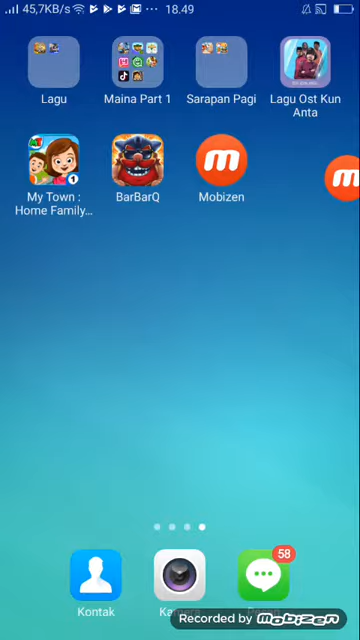 45,7K/s ... 18.49
Lagu
Maina Part 1
Sarapan Pagi
Lagu Ost Kun
Anta
My Town :
Home Family...
BarBarQ
Mobizen
58
Kontak
Recorded by mobizen